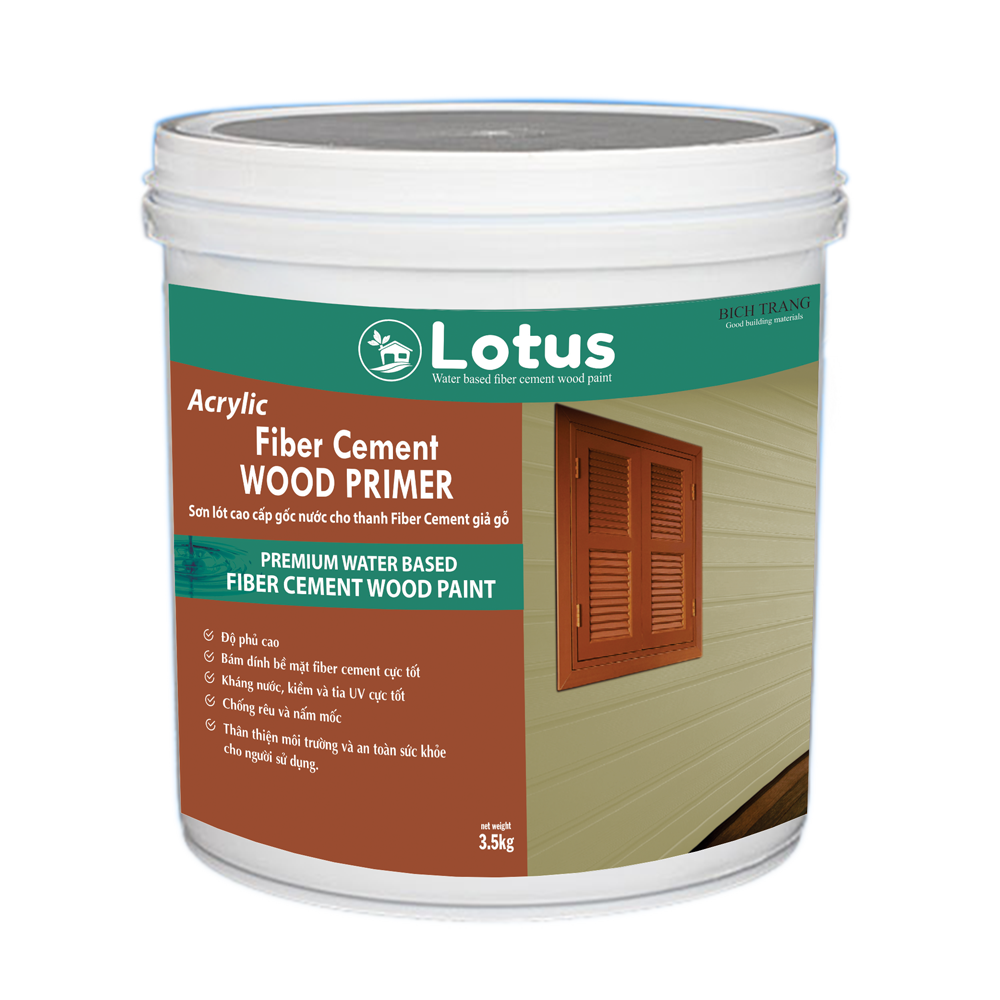 BICH TRANG
Good building materials
Lotus
Water based fiber cement wood paint
Acrylic
Fiber Cement
WOOD PRIMER
Sơn lót cao cấp gốc nước cho thanh Fiber Cement giả gỗ
PREMIUM WATER BASED
FIBER CEMENT WOOD PAINT
Độ phủ cao
Bám dính bề mặt fiber cement cực tốt
Kháng nước, kiềm và tia UV cực tốt
Chống rêu và nấm mốc
Thân thiện môi trường và an toàn sức khỏe
cho người sử dụng.
net weight
3.5kg